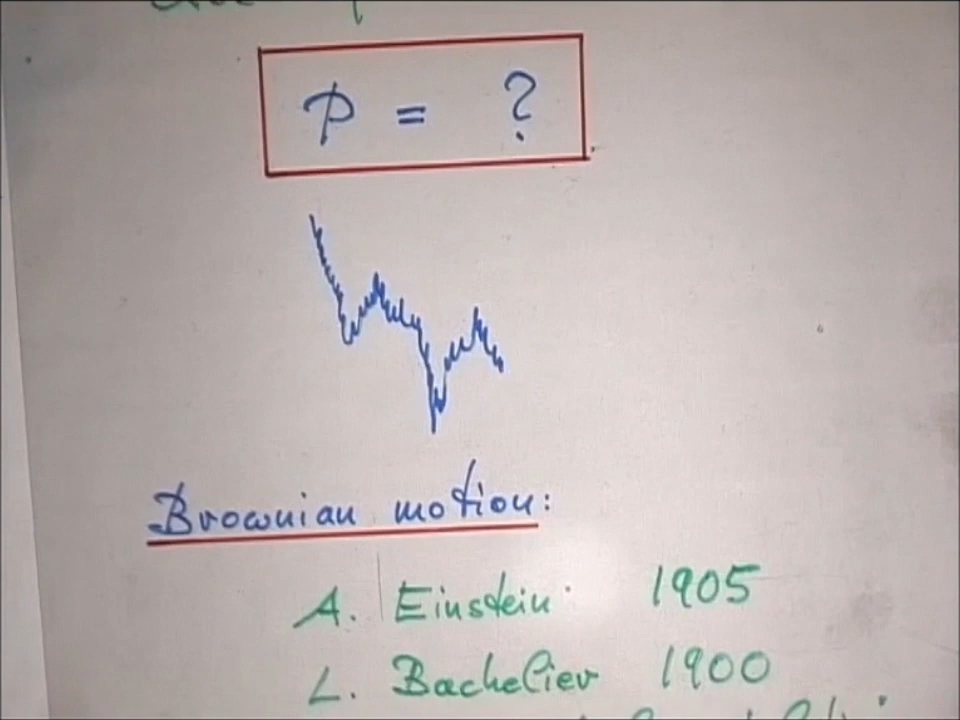 P = ?
Brownian motion:
A. Einstein 1905
L. Bachelier 1900